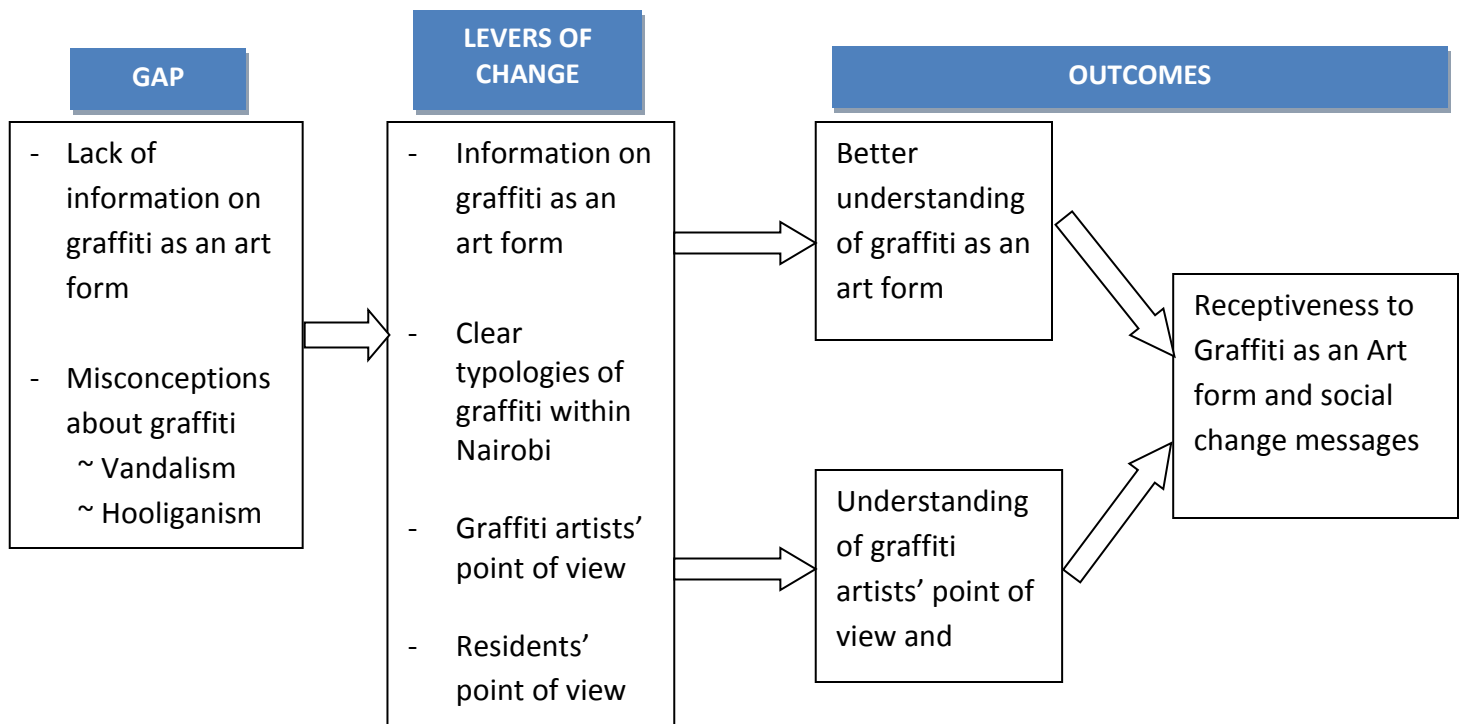 GAP
- Lack of
information on
graffiti as an art
form
- Misconceptions
about graffiti
~ Vandalism
~ Hooliganism
LEVERS OF
CHANGE
- Information on
graffiti as an
art form
- Clear
typologies of
graffiti within
Nairobi
- Graffiti artists’
point of view
- Residents’
point of view
OUTCOMES
Better
understanding
of graffiti as an
art form
Understanding
of graffiti
artists’ point of
view and
Receptiveness to
Graffiti as an Art
form and social
change messages